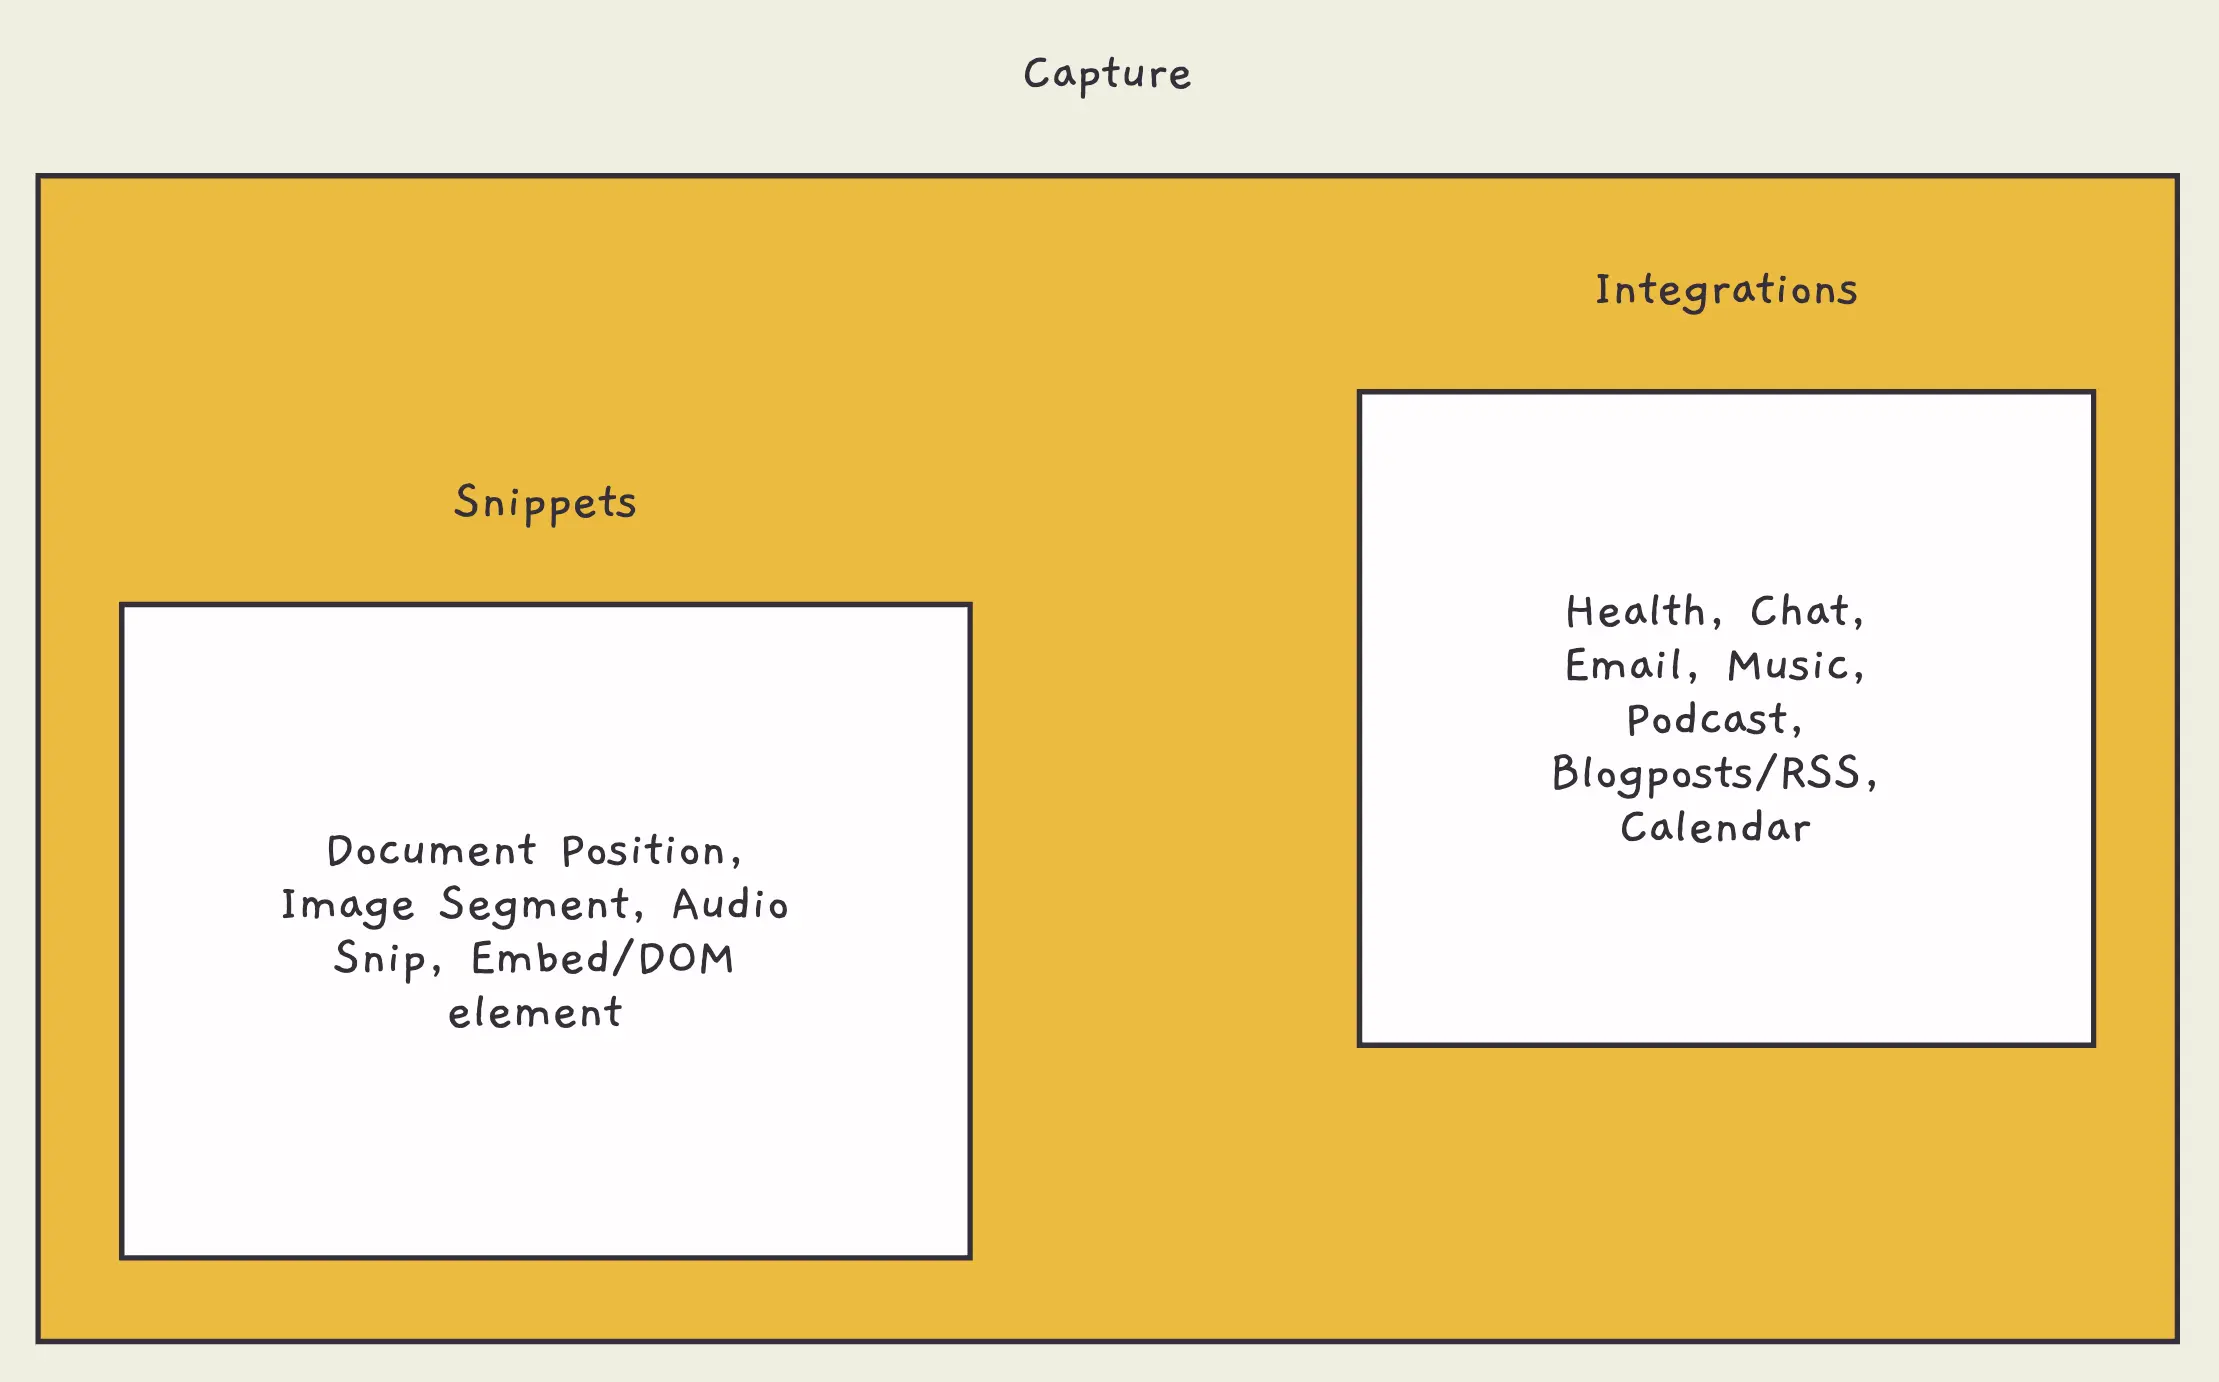 Capture
Integrations
Snippets
Health, Chat,
Email, Music,
Podcast,
Blogposts/RSS,
Calendar
Document Position,
Image Segment, Audio
Snip, Embed/DOM
element